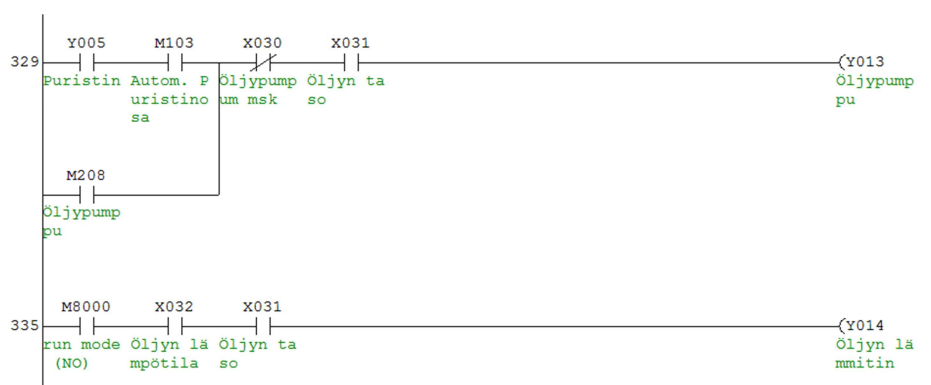 Y005 M103 X030 X031
329 (Y013
Puristin Autom. P Öljypump Öljyn ta Öljypump
uristino um msk so pu
sa
M208
Öljypump
pu
M8000 X032 X031
335 (Y014
run mode Öljyn lä Öljyn ta Öljyn lä
(NO) mpötila so mmitin